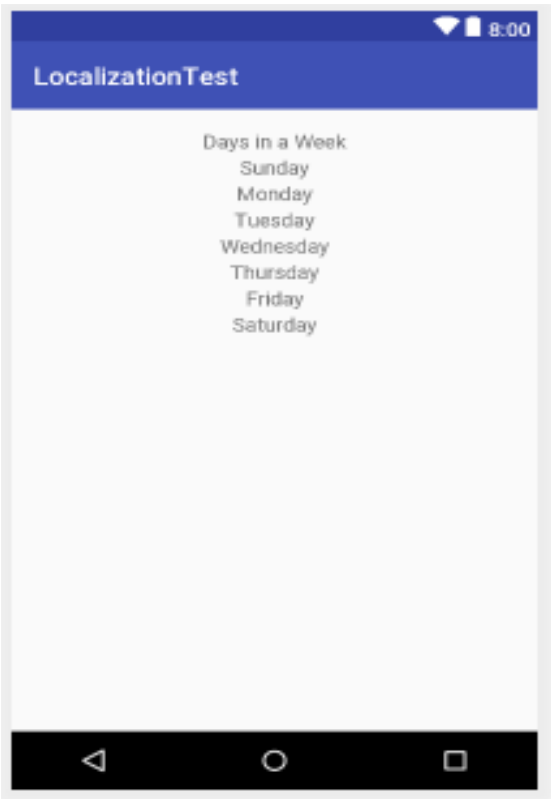 8:00
LocalizationTest
Days in a Week
Sunday
Monday
Tuesday
Wednesday
Thursday
Friday
Saturday